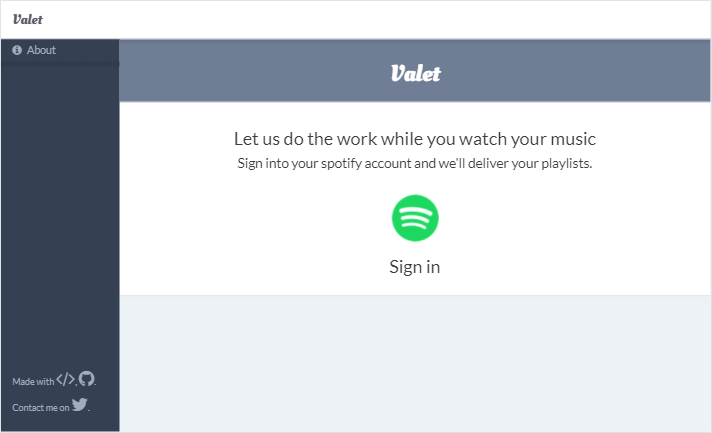 Valet
About
Valet
Let us do the work while you watch your music
Sign into your spotify account and we'll deliver your playlists.
Sign in
Made with </>, .
Contact me on .